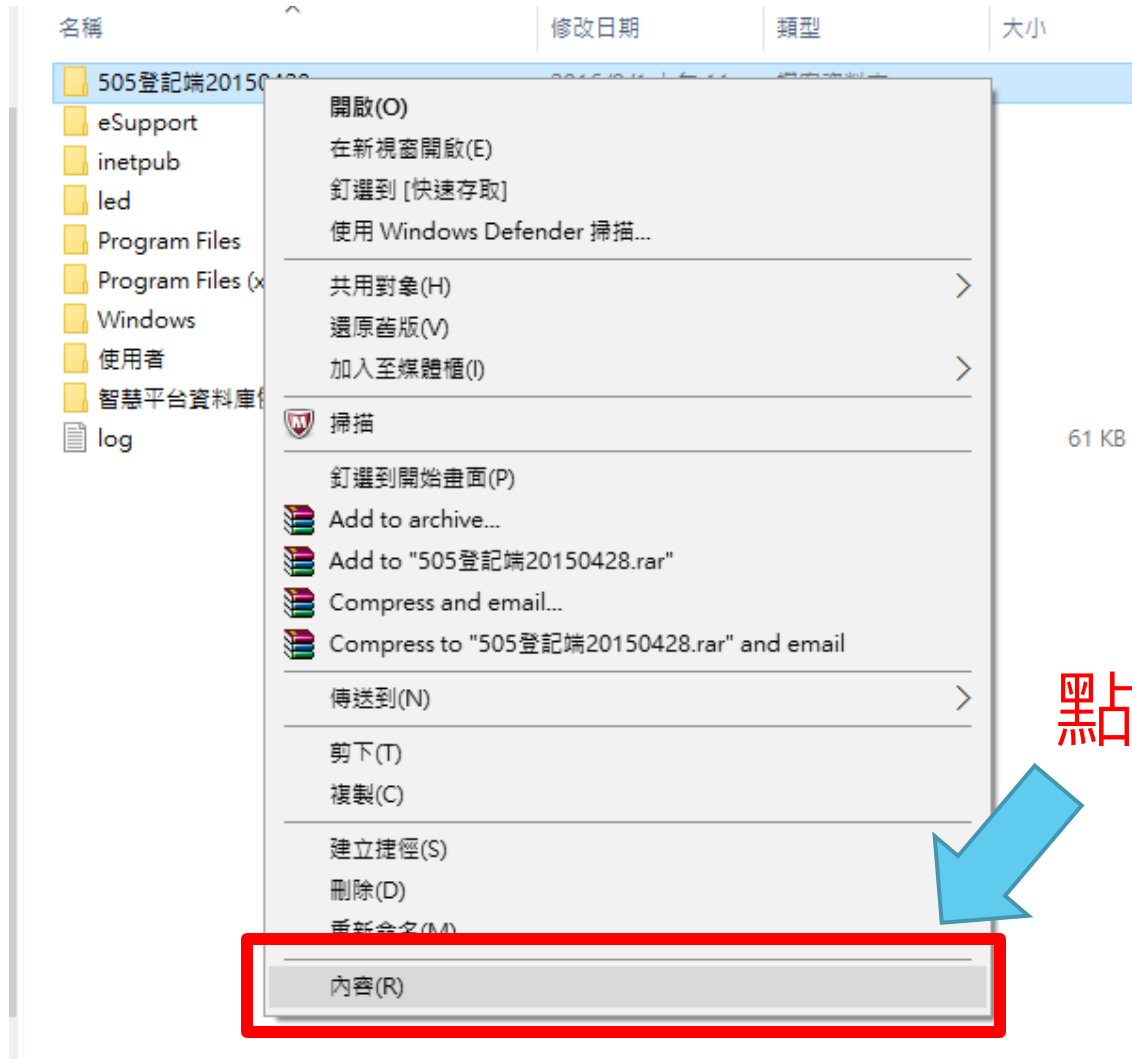 名稱 修改日期 類型 大小
505登記端20150428
eSupport
inetpub
led
Program Files
Program Files (x
Windows
使用者
智慧平台資料庫
log 61 KB
開啟(O)
在新視窗開啟(E)
釘選到 [快速存取]
使用 Windows Defender 掃描...
共用對象(H)
還原舊版(V)
加入至媒體櫃(I)
掃描
釘選到開始畫面(P)
Add to archive...
Add to "505登記端20150428.rar"
Compress and email...
Compress to "505登記端20150428.rar" and email
傳送到(N)
剪下(T)
複製(C)
建立捷徑(S)
刪除(D)
重新命名(M)
內容(R)
點